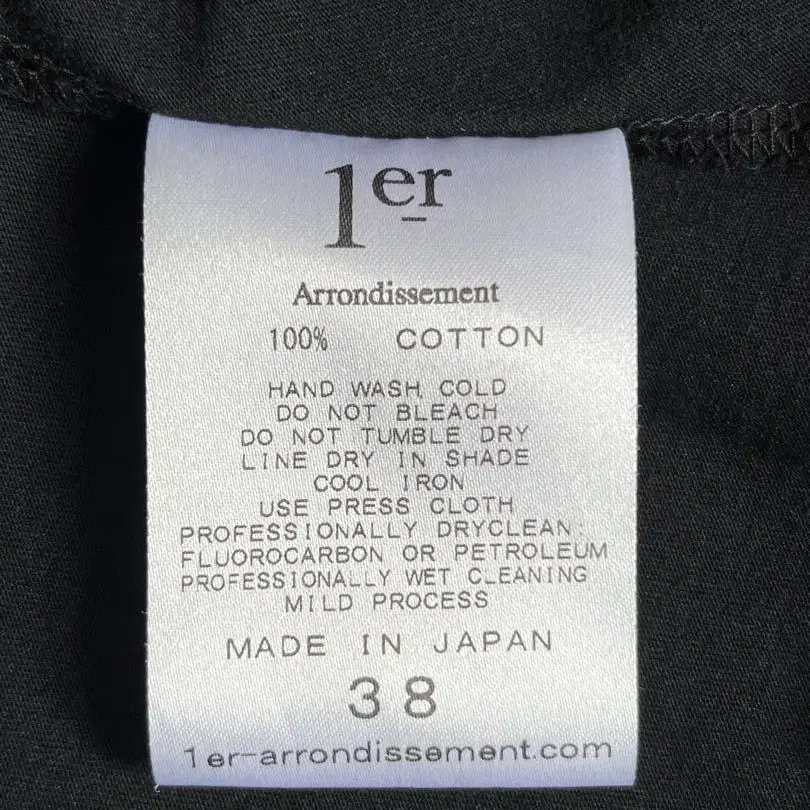 1er
Arrondissement
100% COTTON
HAND WASH COLD
DO NOT BLEACH
DO NOT TUMBLE DRY
LINE DRY IN SHADE
COOL IRON
USE PRESS CLOTH
PROFESSIONALLY DRYCLEAN:
FLUOROCARBON OR PETROLEUM
PROFESSIONALLY WET CLEANING
MILD PROCESS
MADE IN JAPAN
38
1er-arrondissement.com